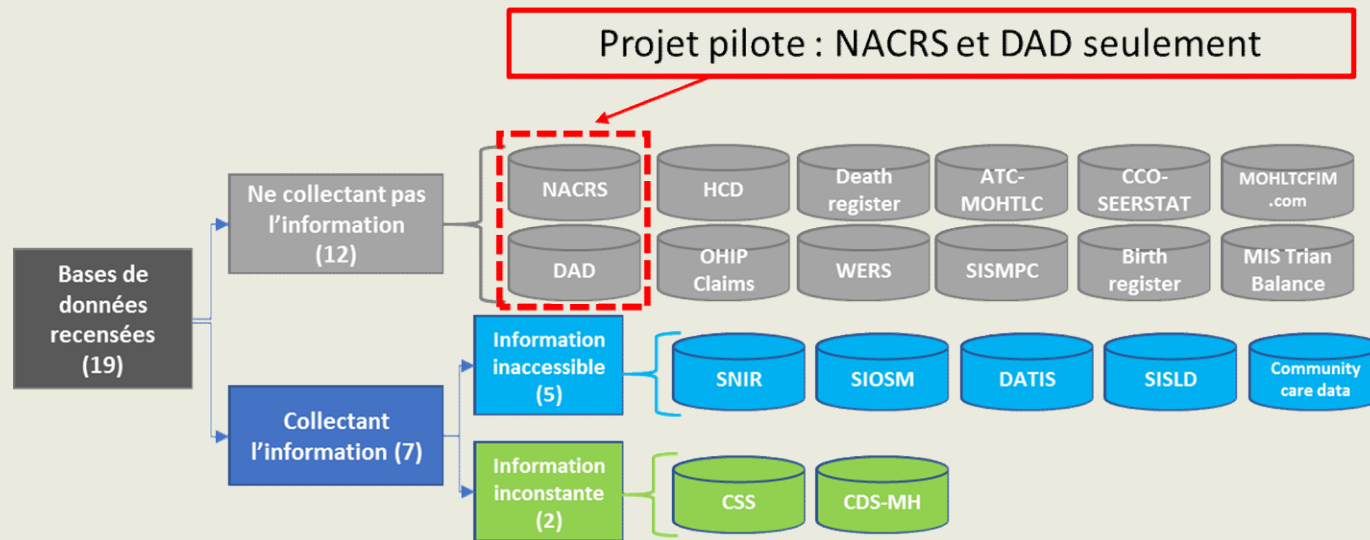 Projet pilote : NACRS et DAD seulement
Bases de
données
recensées
(19)
Ne collectant pas
l’information
(12)
NACRS
HCD
Death
register
ATC-
MOHTLC
CCO-
SEERSTAT
MOHLTCFIM
.com
DAD
OHIP
Claims
WERS
SISMPC
Birth
register
MIS Trian
Balance
Collectant
l’information (7)
Information
inaccessible
(5)
SNIR
SIOSM
DATIS
SISLD
Community
care data
Information
inconstante
(2)
CSS
CDS-MH